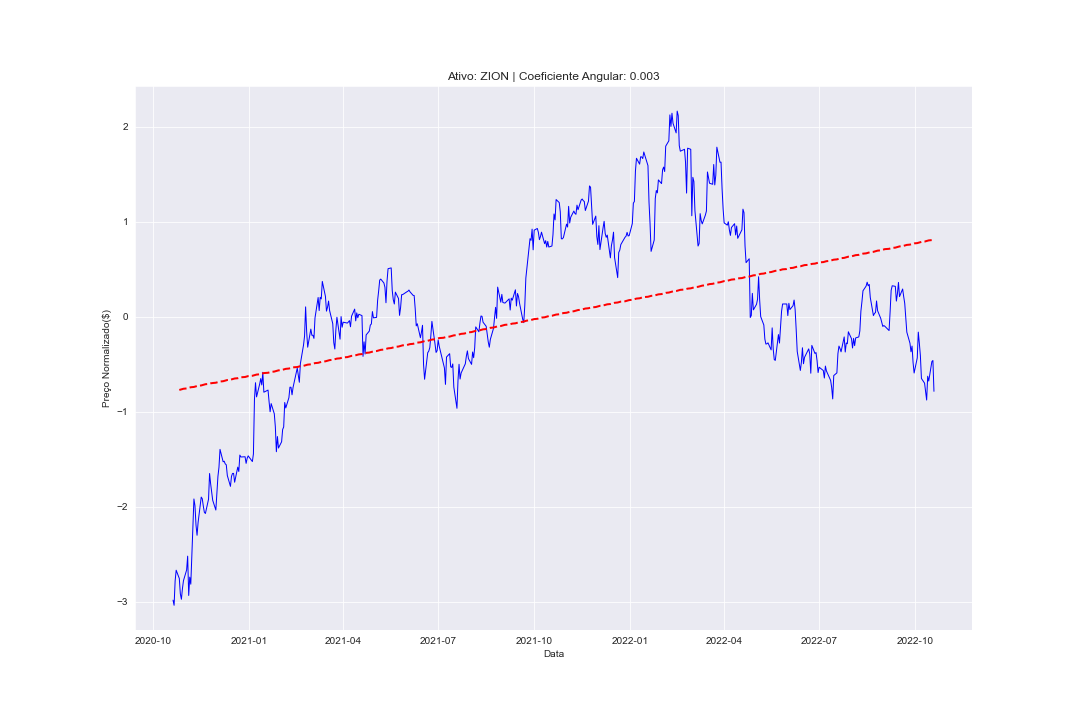 Ativo: ZION | Coeficiente Angular: 0.003
Preço Normalizado($)
2
1
0
−1
−2
−3
2020-10 2021-01 2021-04 2021-07 2021-10 2022-01 2022-04 2022-07 2022-10
Data